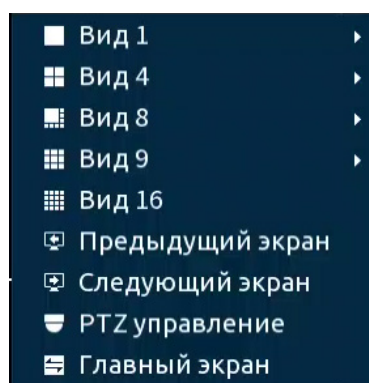 Вид 1
Вид 4
Вид 8
Вид 9
Вид 16
Предыдущий экран
Следующий экран
PTZ управление
Главный экран